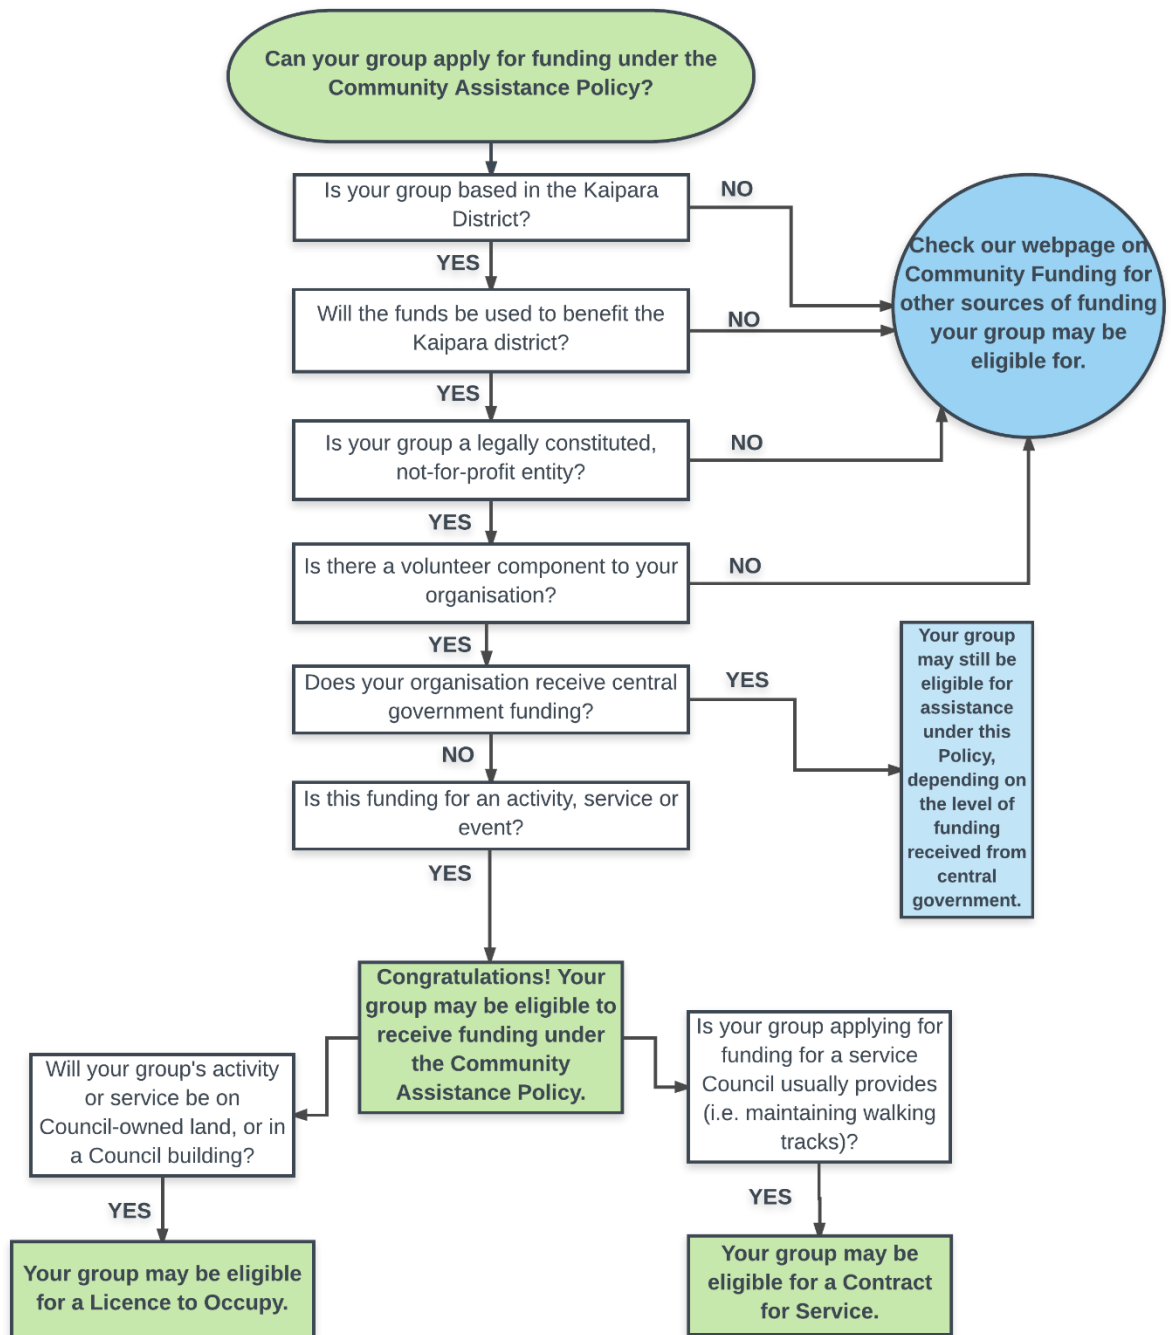 Can your group apply for funding under the
Community Assistance Policy?
Is your group based in the Kaipara
District?
NO
YES
Check our webpage on
Community Funding for
other sources of funding
your group may be
eligible for.
Will the funds be used to benefit the
Kaipara district?
NO
YES
Is your group a legally constituted,
not-for-profit entity?
NO
YES
Is there a volunteer component to your
organisation?
NO
YES
Does your organisation receive central
government funding?
YES
Your group
may still be
eligible for
assistance
under this
Policy,
depending on
the level of
funding
received from
central
government.
NO
Is this funding for an activity, service or
event?
YES
Congratulations! Your
group may be eligible to
receive funding under
the Community
Assistance Policy.
Will your group's activity
or service be on
Council-owned land, or in
a Council building?
YES
Your group may be eligible
for a Licence to Occupy.
Is your group applying for
funding for a service
Council usually provides
(i.e. maintaining walking
tracks)?
YES
Your group may be
eligible for a Contract
for Service.